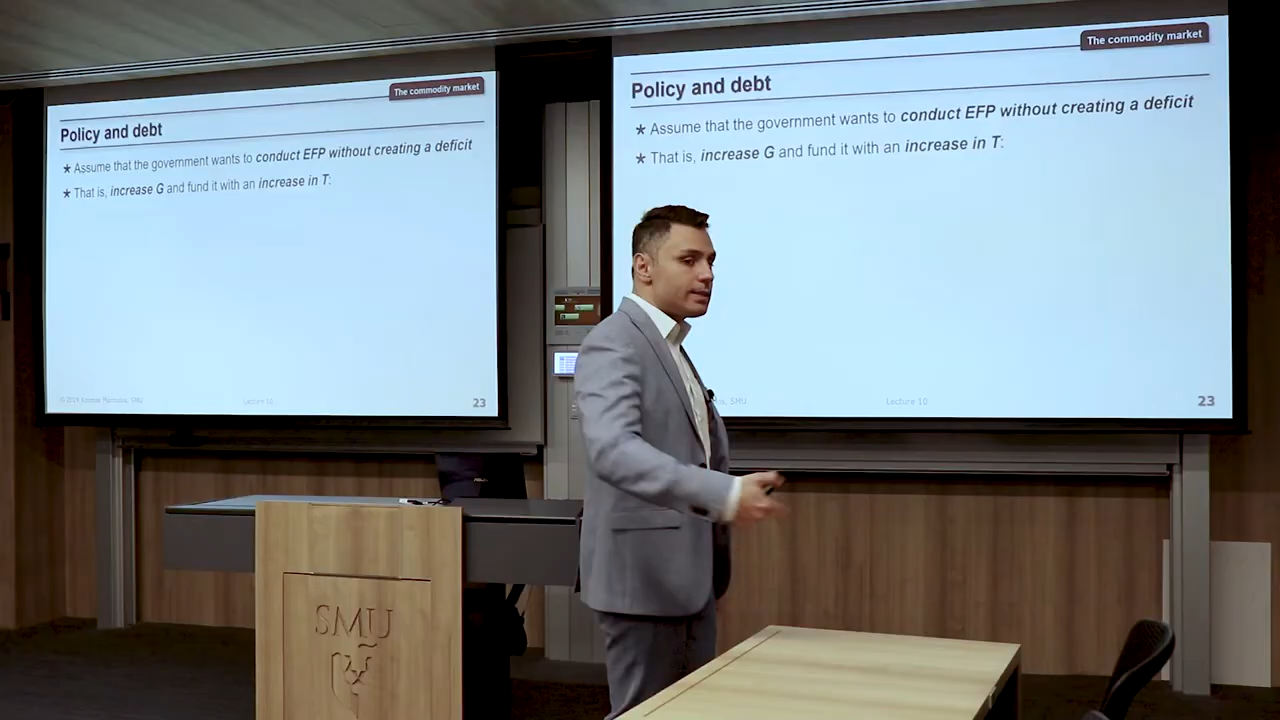 The commodity market
Policy and debt
★ Assume that the government wants to conduct EFP without creating a deficit
★ That is, increase G and fund it with an increase in T:
Lecture 10
23
The commodity market
Policy and debt
★ Assume that the government wants to conduct EFP without creating a deficit
★ That is, increase G and fund it with an increase in T:
SMU
Lecture 10
23
SMU